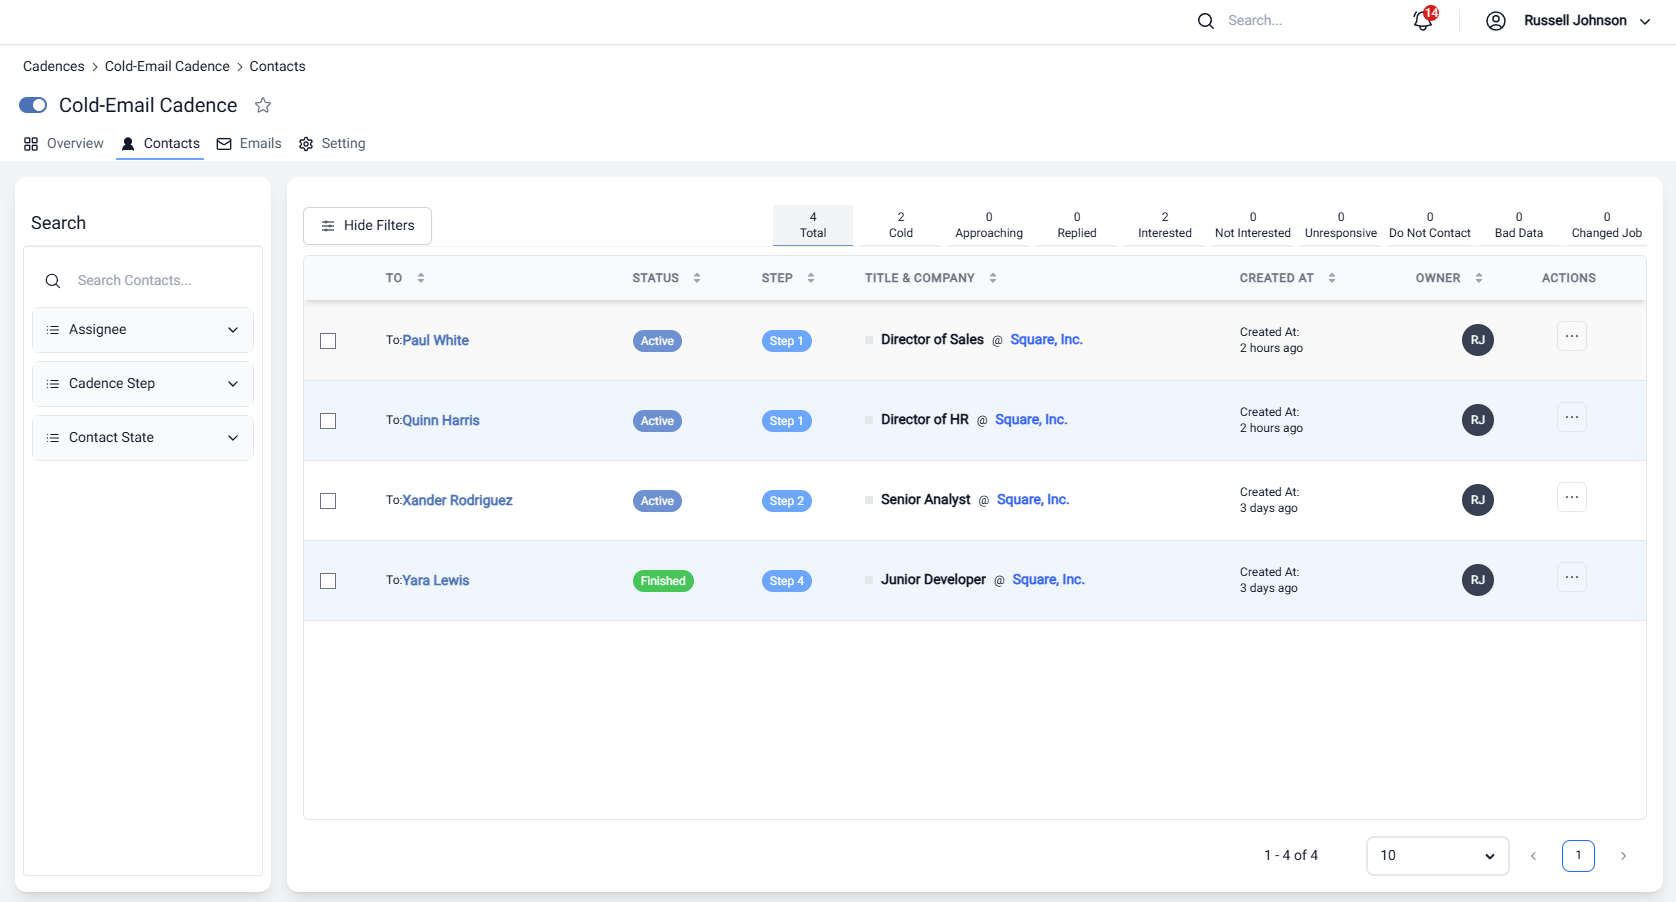 Search...
14
Russell Johnson
Cadences > Cold-Email Cadence > Contacts
Cold-Email Cadence
Overview
Contacts
Emails
Setting
Search
Search Contacts...
Assignee
Cadence Step
Contact State
Hide Filters
4
Total
2
Cold
0
Approaching
0
Replied
2
Interested
0
Not Interested
0
Unresponsive
0
Do Not Contact
0
Bad Data
0
Changed Job
TO STATUS STEP TITLE & COMPANY CREATED AT OWNER ACTIONS
To:Paul White Active Step 1 Director of Sales @ Square, Inc. Created At:
2 hours ago
RJ
...
To:Quinn Harris Active Step 1 Director of HR @ Square, Inc. Created At:
2 hours ago
RJ
...
To:Xander Rodriguez Active Step 2 Senior Analyst @ Square, Inc. Created At:
3 days ago
RJ
...
To:Yara Lewis Finished Step 4 Junior Developer @ Square, Inc. Created At:
3 days ago
RJ
...
1 - 4 of 4
10
< 1 >